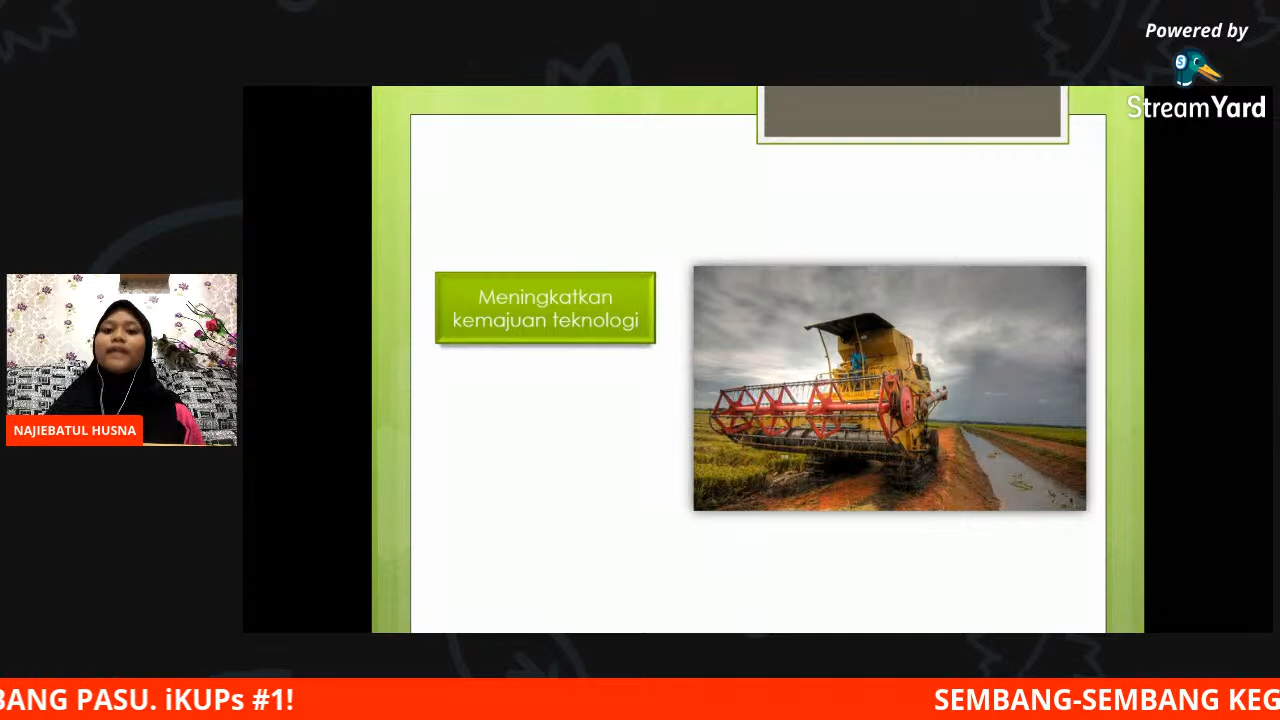 Powered by
StreamYard
Meningkatkan
kemajuan teknologi
NAJIEBATUL HUSNA
BANG PASU. iKUPs #1!
SEMBANG-SEMBANG KEG